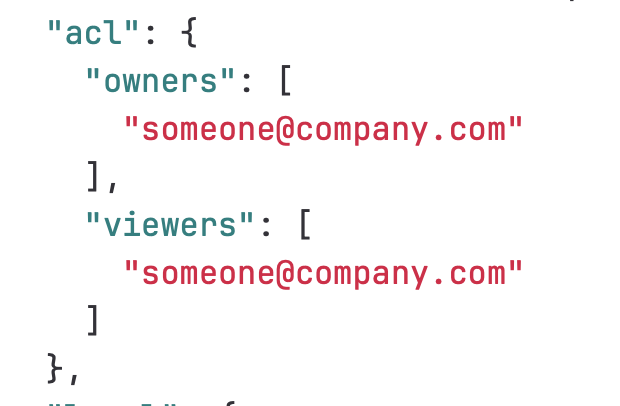 "acl": {
"owners": [
"someone@company.com"
],
"viewers": [
"someone@company.com"
]
},